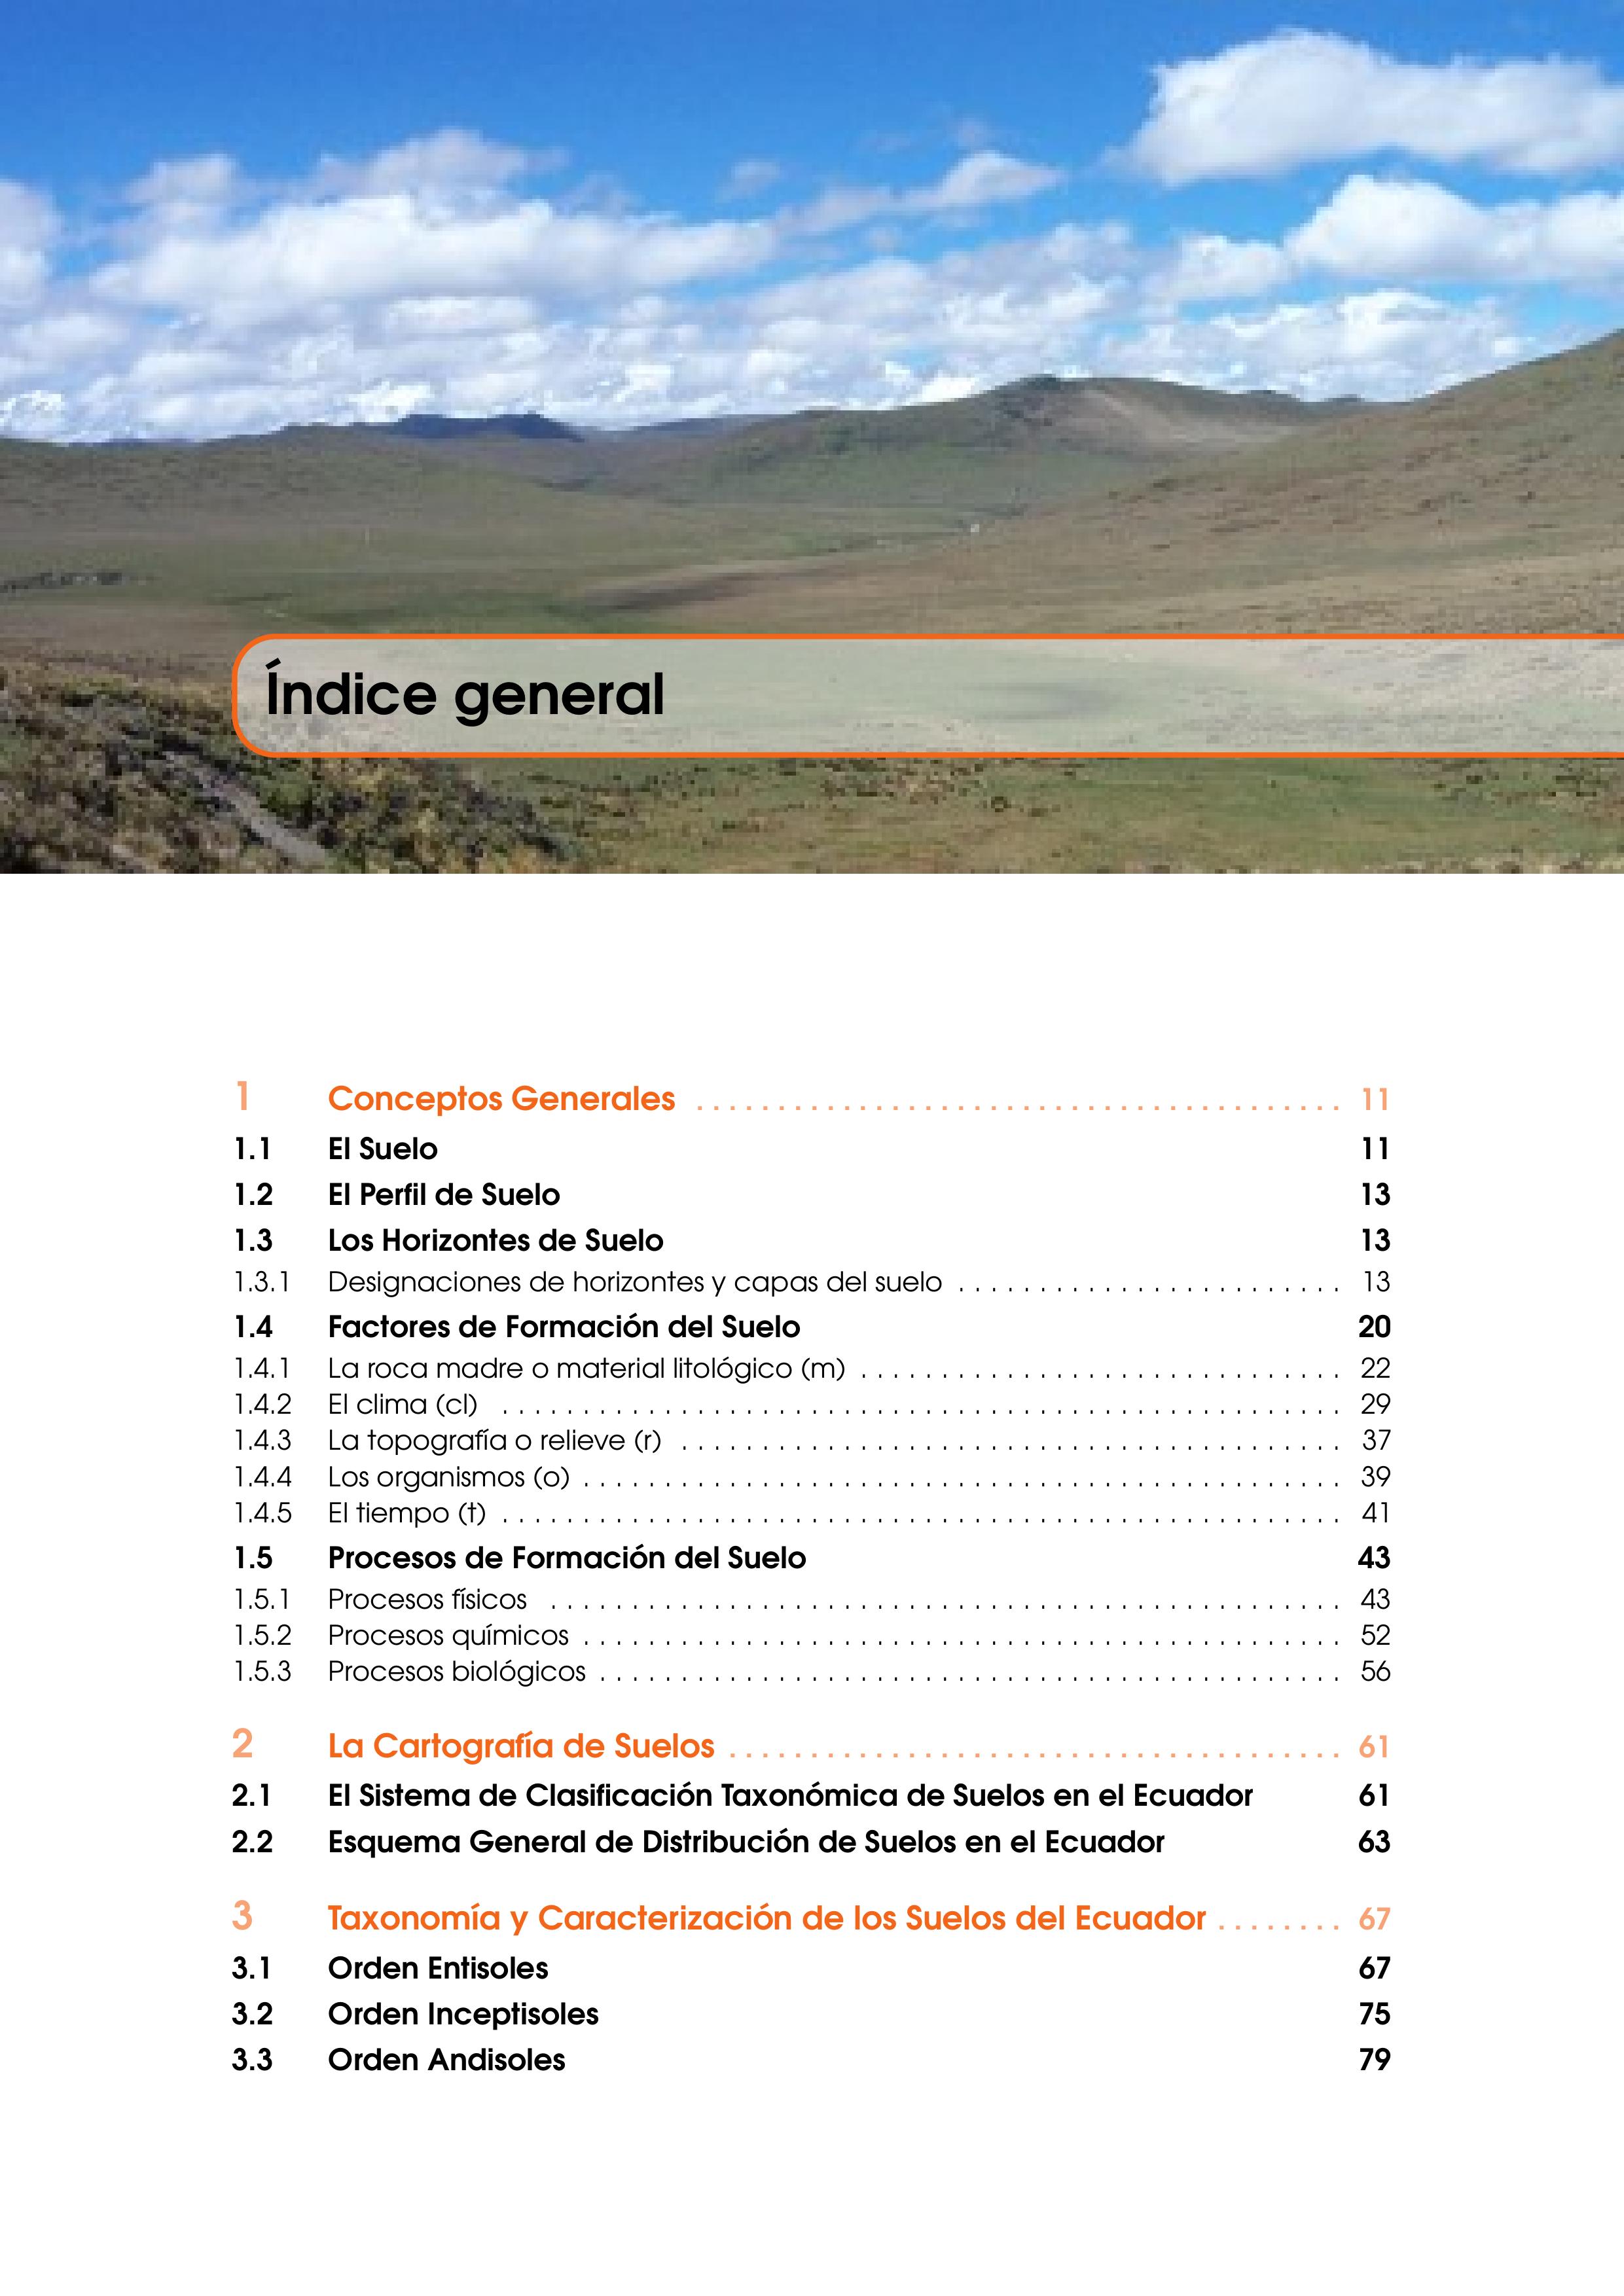 Índice general
1 Conceptos Generales . . . . . . . . . . . . . . . . . . . . . . . . . . . . . . . . . . . . . . . . 11
1.1 El Suelo 11
1.2 El Perfil de Suelo 13
1.3 Los Horizontes de Suelo 13
1.3.1 Designaciones de horizontes y capas del suelo . . . . . . . . . . . . . . . . . . . . . . . . 13
1.4 Factores de Formación del Suelo 20
1.4.1 La roca madre o material litológico (m) . . . . . . . . . . . . . . . . . . . . . . . . . . . . . . 22
1.4.2 El clima (cl) . . . . . . . . . . . . . . . . . . . . . . . . . . . . . . . . . . . . . . . . . . . . . . . . . . . . 29
1.4.3 La topografía o relieve (r) . . . . . . . . . . . . . . . . . . . . . . . . . . . . . . . . . . . . . . . . . 37
1.4.4 Los organismos (o) . . . . . . . . . . . . . . . . . . . . . . . . . . . . . . . . . . . . . . . . . . . . . . . 39
1.4.5 El tiempo (t) . . . . . . . . . . . . . . . . . . . . . . . . . . . . . . . . . . . . . . . . . . . . . . . . . . . . 41
1.5 Procesos de Formación del Suelo 43
1.5.1 Procesos físicos . . . . . . . . . . . . . . . . . . . . . . . . . . . . . . . . . . . . . . . . . . . . . . . . . 43
1.5.2 Procesos químicos . . . . . . . . . . . . . . . . . . . . . . . . . . . . . . . . . . . . . . . . . . . . . . . 52
1.5.3 Procesos biológicos . . . . . . . . . . . . . . . . . . . . . . . . . . . . . . . . . . . . . . . . . . . . . . 56
2 La Cartografía de Suelos . . . . . . . . . . . . . . . . . . . . . . . . . . . . . . . . . . . . . . 61
2.1 El Sistema de Clasificación Taxonómica de Suelos en el Ecuador 61
2.2 Esquema General de Distribución de Suelos en el Ecuador 63
3 Taxonomía y Caracterización de los Suelos del Ecuador . . . . . . . . 67
3.1 Orden Entisoles 67
3.2 Orden Inceptisoles 75
3.3 Orden Andisoles 79